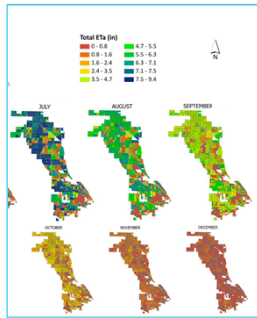 Total ETa (in)
0 - 0.8
0.8 - 1.6
1.6 - 2.4
2.4 - 3.5
3.5 - 4.7
4.7 - 5.5
5.5 - 6.3
6.3 - 7.1
7.1 - 7.5
7.5 - 9.4
N
JULY
AUGUST
SEPTEMBER
OCTOBER
NOVEMBER
DECEMBER